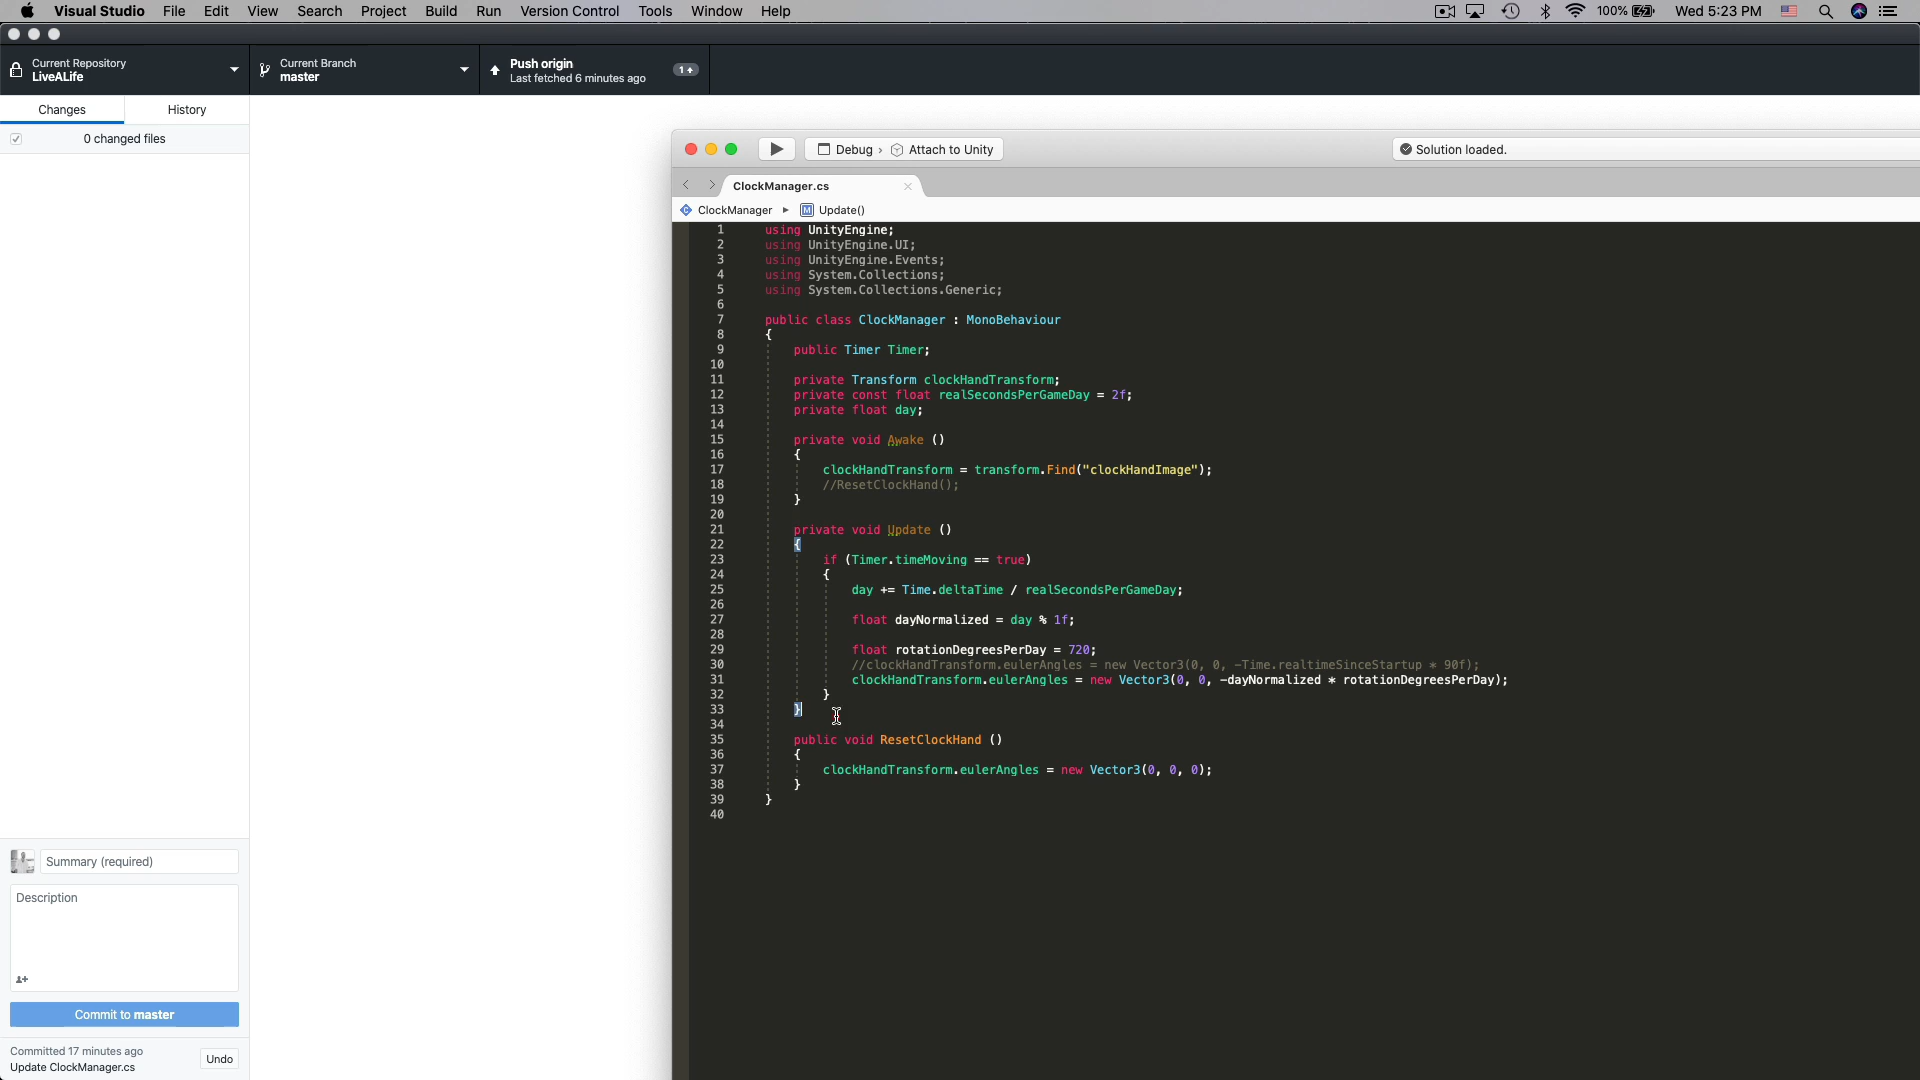 Visual Studio File Edit View Search Project Build Run Version Control Tools Window Help 100% Wed 5:23 PM
Current Repository
LiveALife
Current Branch
master
Push origin
Last fetched 6 minutes ago
1
Changes History
0 changed files
Debug › Attach to Unity
Solution loaded.
ClockManager.cs
ClockManager Update()
1 using UnityEngine;
2 using UnityEngine.UI;
3 using UnityEngine.Events;
4 using System.Collections;
5 using System.Collections.Generic;
6
7 public class ClockManager : MonoBehaviour
8 {
9 public Timer Timer;
10
11 private Transform clockHandTransform;
12 private const float realSecondsPerGameDay = 2f;
13 private float day;
14
15 private void Awake ()
16 {
17 clockHandTransform = transform.Find("clockHandImage");
18 //ResetClockHand();
19 }
20
21 private void Update ()
22 {
23 if (Timer.timeMoving == true)
24 {
25 day += Time.deltaTime / realSecondsPerGameDay;
26
27 float dayNormalized = day % 1f;
28
29 float rotationDegreesPerDay = 720;
30 //clockHandTransform.eulerAngles = new Vector3(0, 0, -Time.realtimeSinceStartup * 90f);
31 clockHandTransform.eulerAngles = new Vector3(0, 0, -dayNormalized * rotationDegreesPerDay);
32 }
33 }
34
35 public void ResetClockHand ()
36 {
37 clockHandTransform.eulerAngles = new Vector3(0, 0, 0);
38 }
39 }
40
Summary (required)
Description
Commit to master
Committed 17 minutes ago
Update ClockManager.cs
Undo